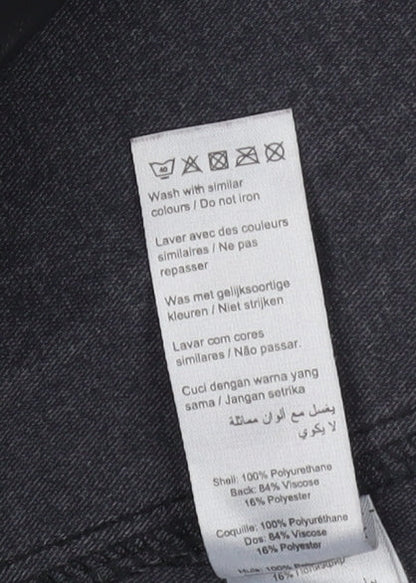 40
Wash with similar
colours / Do not iron
Laver avec des couleurs
similaires / Ne pas
repasser
Was met gelijksoortige
kleuren / Niet strijken
Lavar com cores
similares / Não passar.
Cuci dengan warna yang
sama / Jangan setrika
يغسل مع ألوان مماثلة
لا يكوي
Shell: 100% Polyurethane
Back: 84% Viscose
16% Polyester
Coquille: 100% Polyuréthane
Dos: 84% Viscose
16% Polyester